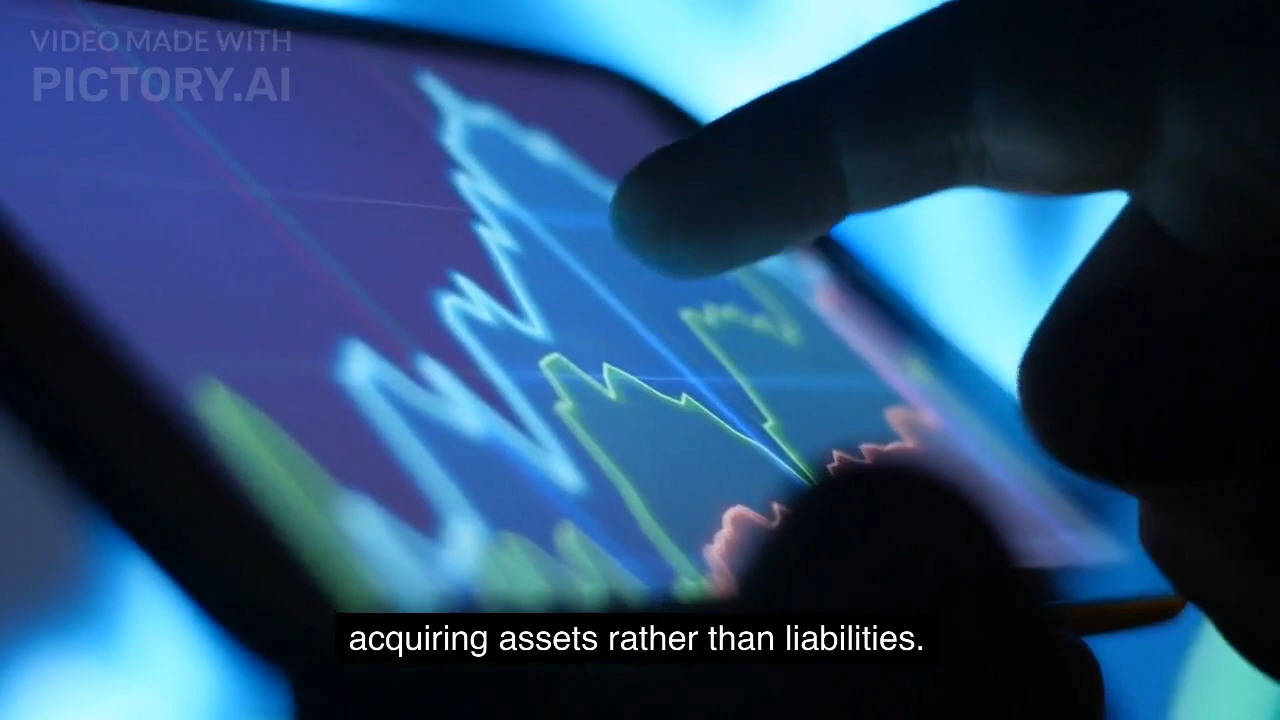 VIDEO MADE WITH
PICTORY.AI
acquiring assets rather than liabilities.